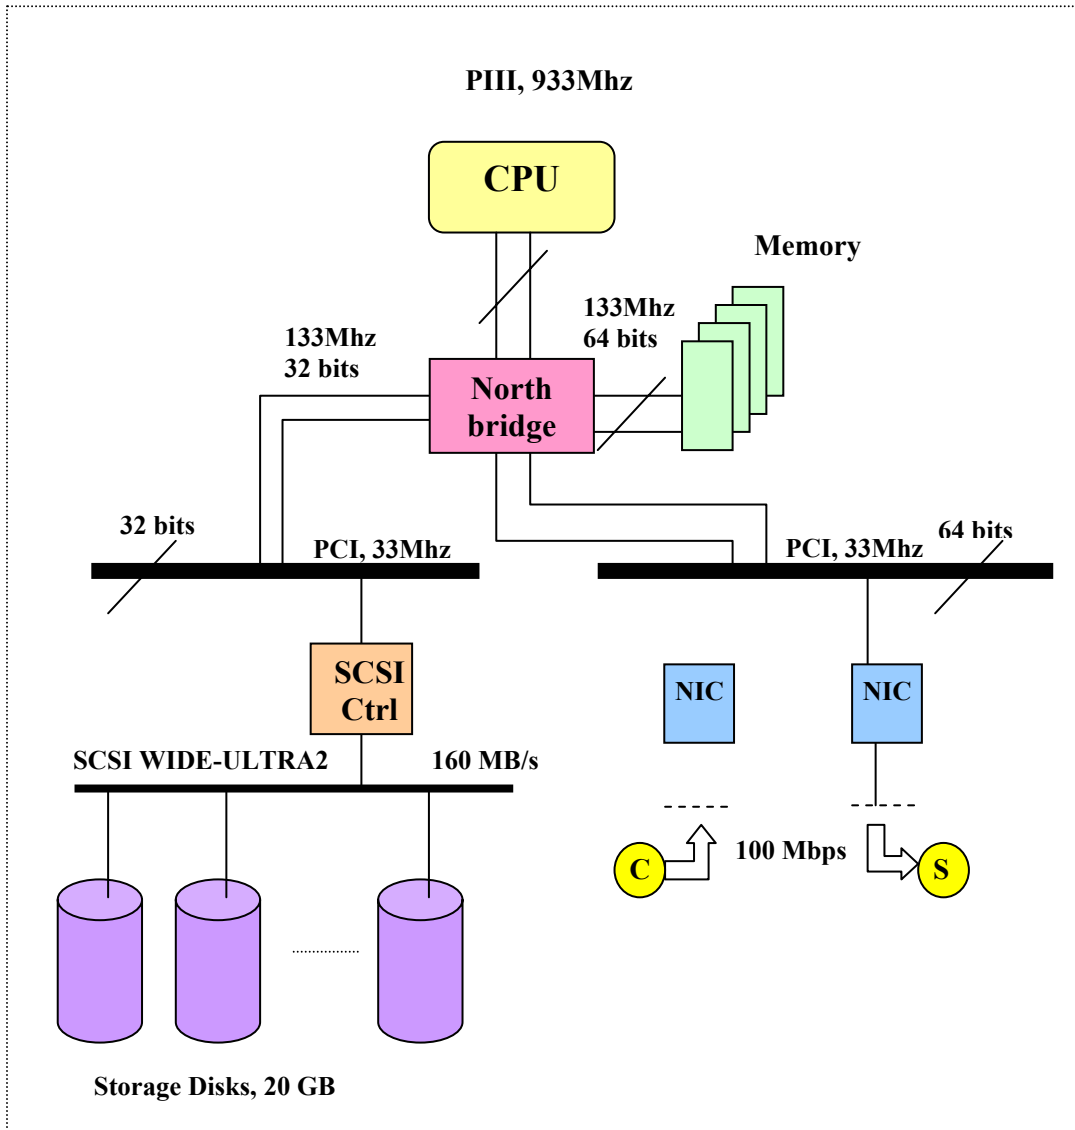 PIII, 933Mhz
CPU
Memory
133Mhz
32 bits
133Mhz
64 bits
North
bridge
32 bits
PCI, 33Mhz
PCI, 33Mhz
64 bits
SCSI
Ctrl
NIC
NIC
SCSI WIDE-ULTRA2
160 MB/s
C
100 Mbps
S
Storage Disks, 20 GB